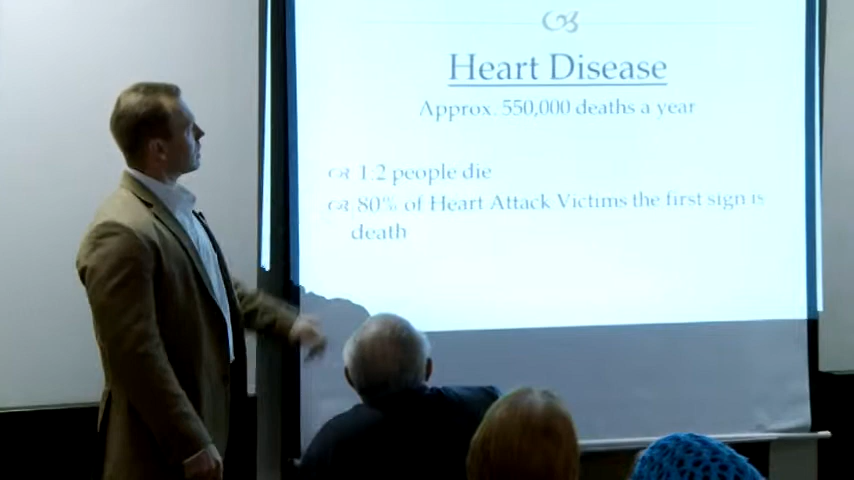 Heart Disease
Approx. 550,000 deaths a year
1:2 people die
80% of Heart Attack Victims the first sign is
death